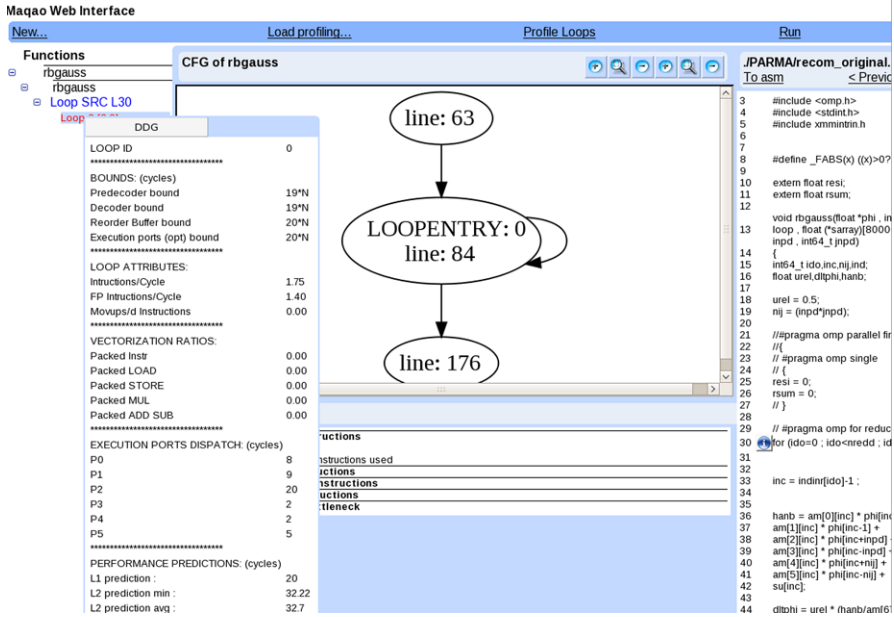 Maqao Web Interface
New... Load profiling... Profile Loops Run
Functions
rbgauss
rbgauss
Loop SRC L30
Loop
DDG
LOOP ID 0
**********************************
BOUNDS: (cycles)
Predecoder bound 19*N
Decoder bound 19*N
Reorder Buffer bound 20*N
Execution ports (opt) bound 20*N
**********************************
LOOP ATTRIBUTES:
Intructions/Cycle 1.75
FP Intructions/Cycle 1.40
Movups/d Instructions 0.00
**********************************
VECTORIZATION RATIOS:
Packed Instr 0.00
Packed LOAD 0.00
Packed STORE 0.00
Packed MUL 0.00
Packed ADD SUB 0.00
**********************************
EXECUTION PORTS DISPATCH: (cycles)
P0 8
P1 9
P2 20
P3 2
P4 2
P5 5
**********************************
PERFORMANCE PREDICTIONS: (cycles)
L1 prediction : 20
L2 prediction min : 32.22
L2 prediction avg : 32.7
CFG of rbgauss
line: 63
LOOPENTRY: 0
line: 84
line: 176
ructions
nstructions used
uctions
nstructions
uctions
tleneck
./PARMA/recom_original.
To asm < Previo
3 #include <omp.h>
4 #include <stdint.h>
5 #include xmmintrin.h
6
7
8 #define _FABS(x) ((x)>0?
9
10 extern float resi;
11 extern float rsum;
12
void rbgauss(float *phi , in
13 loop , float (*sarray)[8000
inpd , int64_t jnpd)
14 {
15 int64_t ido,inc,nij,ind;
16 float urel,dltphi,hanb;
17
18 urel = 0.5;
19 nij = (inpd*jnpd);
20
21 //#pragma omp parallel fir
22 //{
23 // #pragma omp single
24 // {
25 resi = 0;
26 rsum = 0;
27 // }
28
29 // #pragma omp for reduc
30 for (ido=0 ; ido<nredd ; id
31
32
33 inc = indinr[ido]-1 ;
34
35
36 hanb = am[0][inc] * phi[inc
37 am[1][inc] * phi[inc-1] +
38 am[2][inc] * phi[inc+inpd] +
39 am[3][inc] * phi[inc-inpd] +
40 am[4][inc] * phi[inc+nij] +
41 am[5][inc] * phi[inc-nij] +
42 su[inc];
43
44 dltphi = urel * (hanb/am[6]